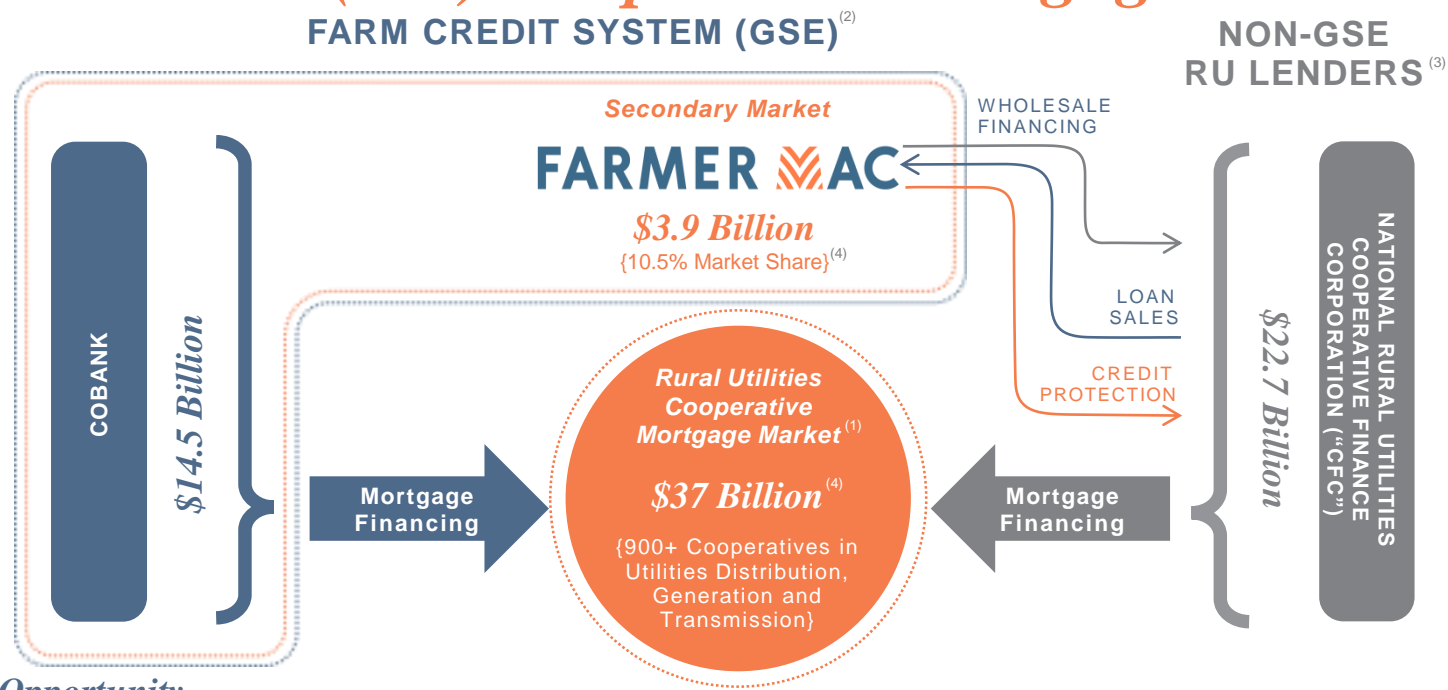 FARM CREDIT SYSTEM (GSE)(2)
NON-GSE
RU LENDERS (3)
Secondary Market
FARMER MAC
$3.9 Billion
{10.5% Market Share}(4)
WHOLESALE
FINANCING
LOAN
SALES
CREDIT
PROTECTION
COBANK
$14.5 Billion
Mortgage
Financing
Rural Utilities
Cooperative
Mortgage Market (1)
$37 Billion (4)
{900+ Cooperatives in
Utilities Distribution,
Generation and
Transmission}
Mortgage
Financing
$22.7 Billion
NATIONAL RURAL UTILITIES
COOPERATIVE FINANCE
CORPORATION (“CFC”)
Opportunity